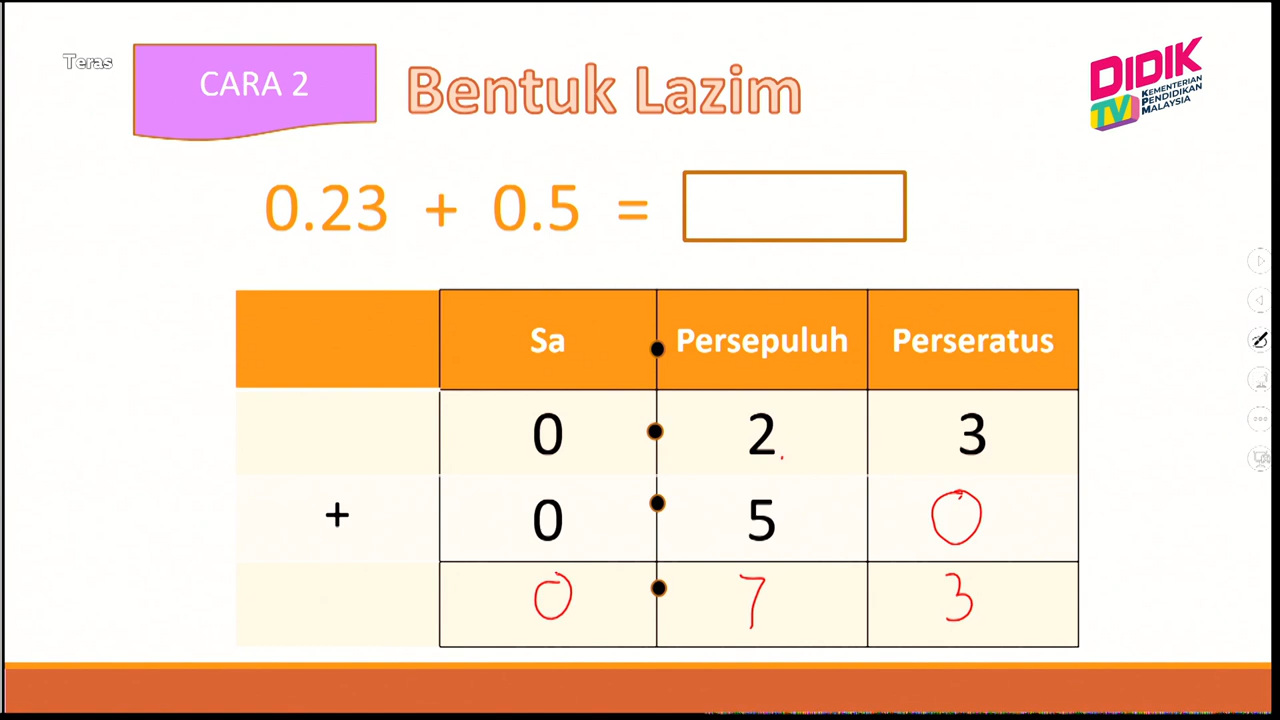 Teras
CARA 2
Bentuk Lazim
DIDIK
TV
KEMENTERIAN
PENDIDIKAN
MALAYSIA
0.23 + 0.5 =
Sa Persepuluh Perseratus
0 2 3
+ 0 5 0
0 7 3